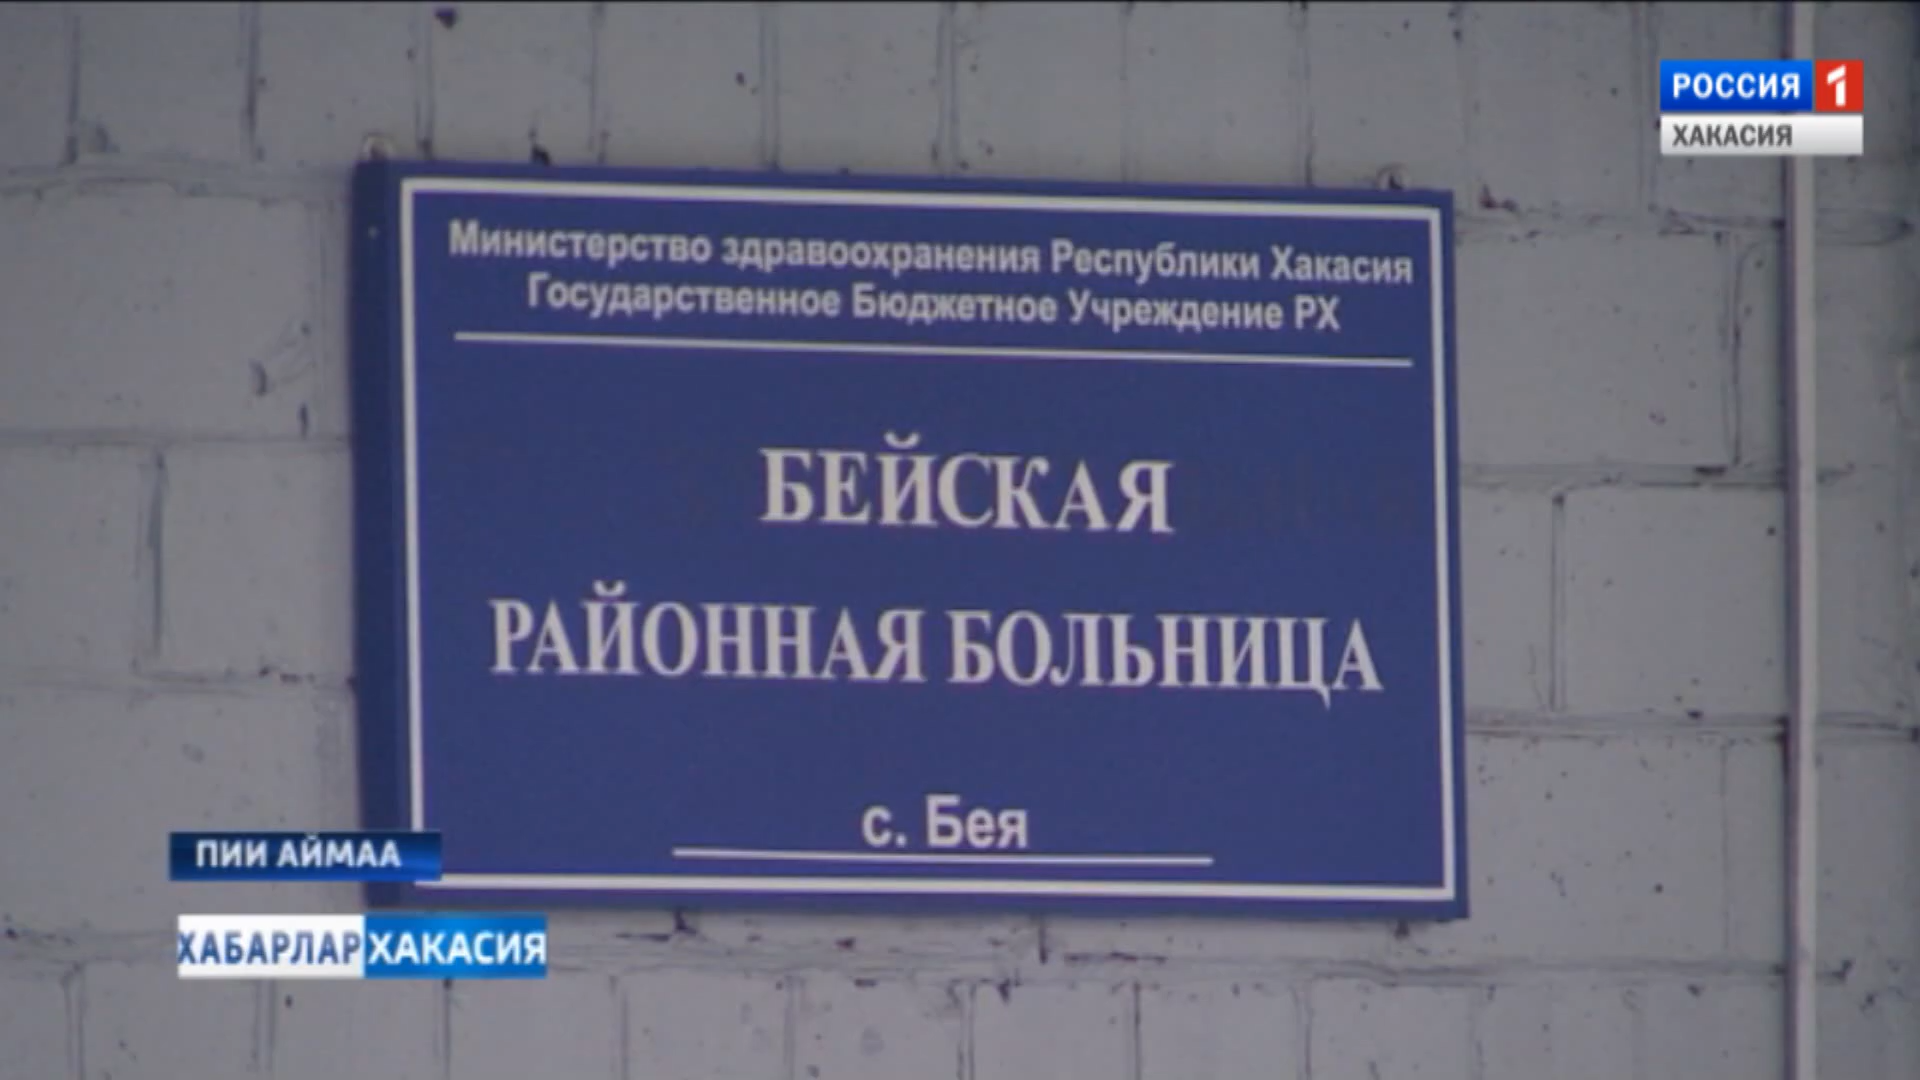 РОССИЯ 1
ХАКАСИЯ
Министерство здравоохранения Республики Хакасия
Государственное Бюджетное Учреждение РХ
БЕЙСКАЯ
РАЙОННАЯ БОЛЬНИЦА
с. Бея
ПИИ АЙМАА
ХАБАРЛАР ХАКАСИЯ